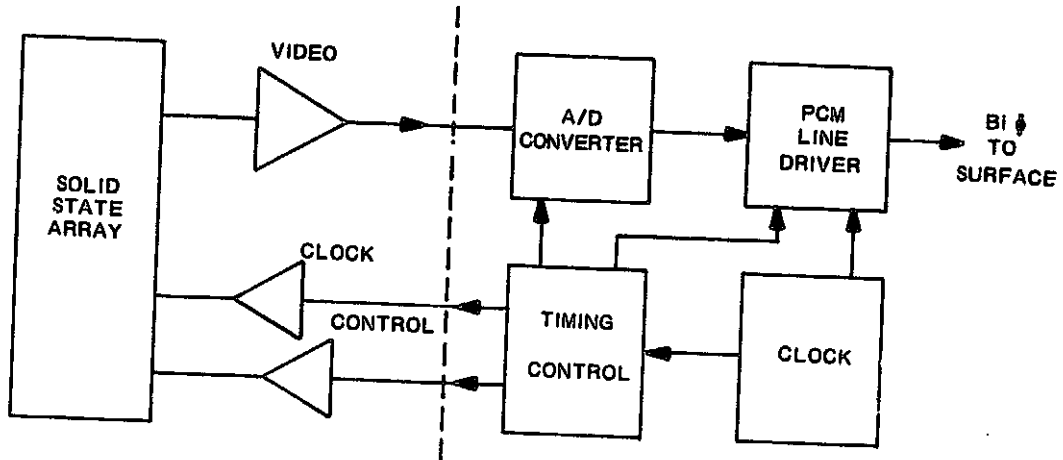 VIDEO
SOLID
STATE
ARRAY
A/D
CONVERTER
PCM
LINE
DRIVER
Bi ϕ
TO
SURFACE
CLOCK
CONTROL
TIMING
CONTROL
CLOCK